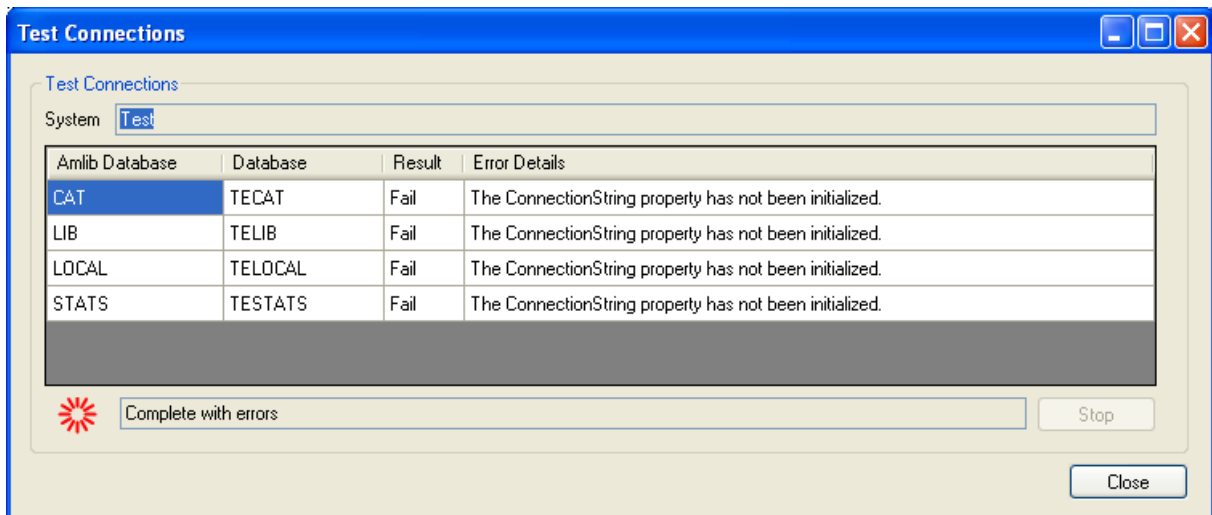 Test Connections
Test Connections
System Test
Amlib Database Database Result Error Details
CAT TECAT Fail The ConnectionString property has not been initialized.
LIB TELIB Fail The ConnectionString property has not been initialized.
LOCAL TELOCAL Fail The ConnectionString property has not been initialized.
STATS TESTATS Fail The ConnectionString property has not been initialized.
Complete with errors Stop
Close